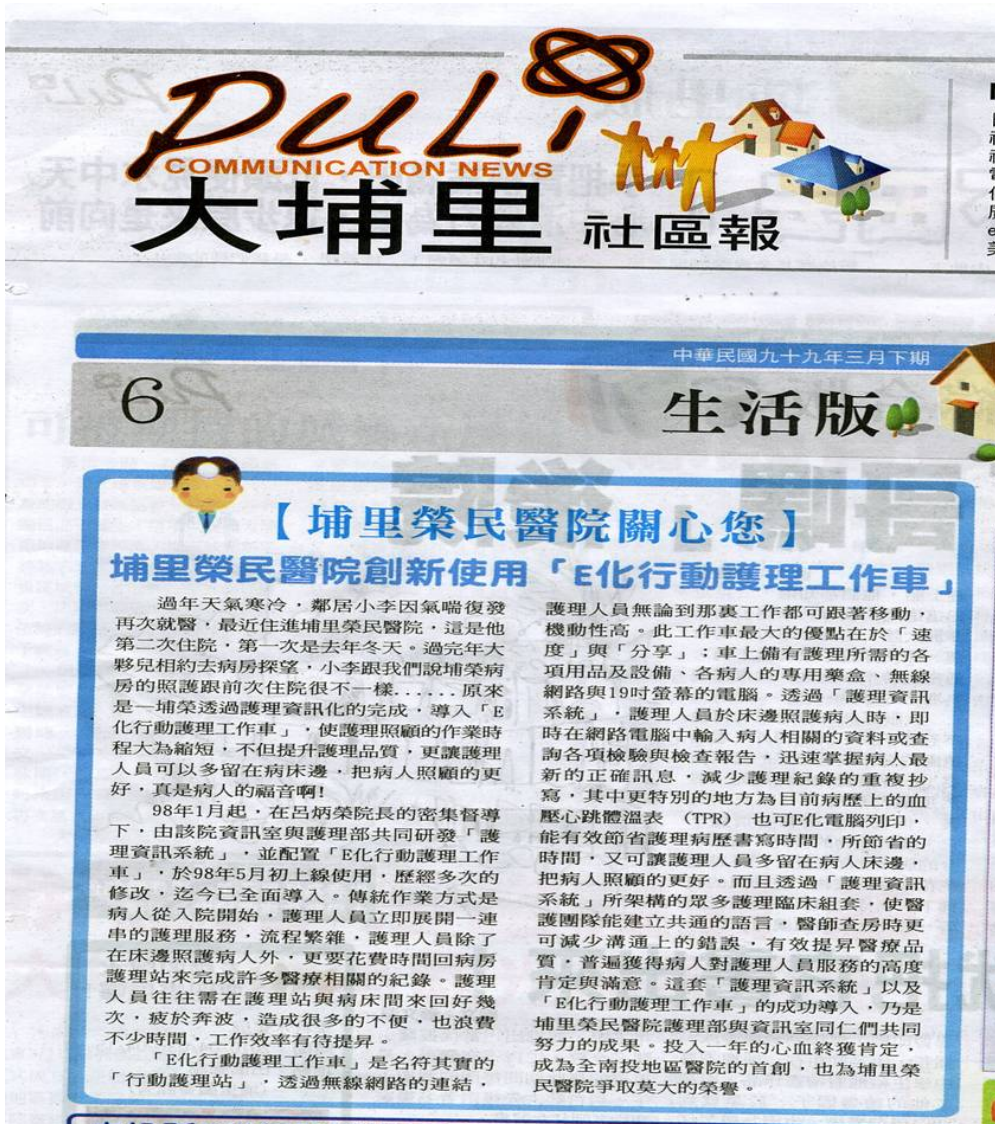 PULi
COMMUNICATION NEWS
大埔里 社區報
中華民國九十九年三月下期
6
生活版
【埔里榮民醫院關心您】
埔里榮民醫院創新使用「E化行動護理工作車」
過年天氣寒冷，鄰居小李因氣喘復發
再次就醫，最近住進埔里榮民醫院，這是他
第二次住院，第一次是去年冬天。過完年大
夥兒相約去病房探望，小李跟我們說埔榮病
房的照護跟前次住院很不一樣……原來
是－埔榮透過護理資訊化的完成，導入「E
化行動護理工作車」，使護理照顧的作業時
程大為縮短，不但提升護理品質，更讓護理
人員可以多留在病床邊，把病人照顧的更
好，真是病人的福音啊!
98年1月起，在呂炳榮院長的密集督導
下，由該院資訊室與護理部共同研發「護
理資訊系統」，並配置「E化行動護理工作
車」，於98年5月初上線使用，歷經多次的
修改，迄今已全面導入。傳統作業方式是
病人從入院開始，護理人員立即展開一連
串的護理服務，流程繁雜，護理人員除了
在床邊照護病人外，更要花費時間回病房
護理站來完成許多醫療相關的紀錄。護理
人員往往需在護理站與病床間來回好幾
次，疲於奔波，造成很多的不便，也浪費
不少時間，工作效率有待提昇。
「E化行動護理工作車」是名符其實的
「行動護理站」，透過無線網路的連結，
護理人員無論到那裏工作都可跟著移動，
機動性高。此工作車最大的優點在於「速
度」與「分享」；車上備有護理所需的各
項用品及設備、各病人的專用藥盒、無線
網路與19吋螢幕的電腦。透過「護理資訊
系統」，護理人員於床邊照護病人時，即
時在網路電腦中輸入病人相關的資料或查
詢各項檢驗與檢查報告，迅速掌握病人最
新的正確訊息，減少護理紀錄的重複抄
寫，其中更特別的地方為目前病歷上的血
壓心跳體溫表 （TPR） 也可E化電腦列印，
能有效節省護理病歷書寫時間，所節省的
時間，又可讓護理人員多留在病人床邊，
把病人照顧的更好。而且透過「護理資訊
系統」所架構的眾多護理臨床組套，使醫
護團隊能建立共通的語言，醫師查房時更
可減少溝通上的錯誤，有效提昇醫療品
質，普遍獲得病人對護理人員服務的高度
肯定與滿意。這套「護理資訊系統」以及
「E化行動護理工作車」的成功導入，乃是
埔里榮民醫院護理部與資訊室同仁們共同
努力的成果。投入一年的心血終獲肯定，
成為全南投地區醫院的首創，也為埔里榮
民醫院爭取莫大的榮譽。